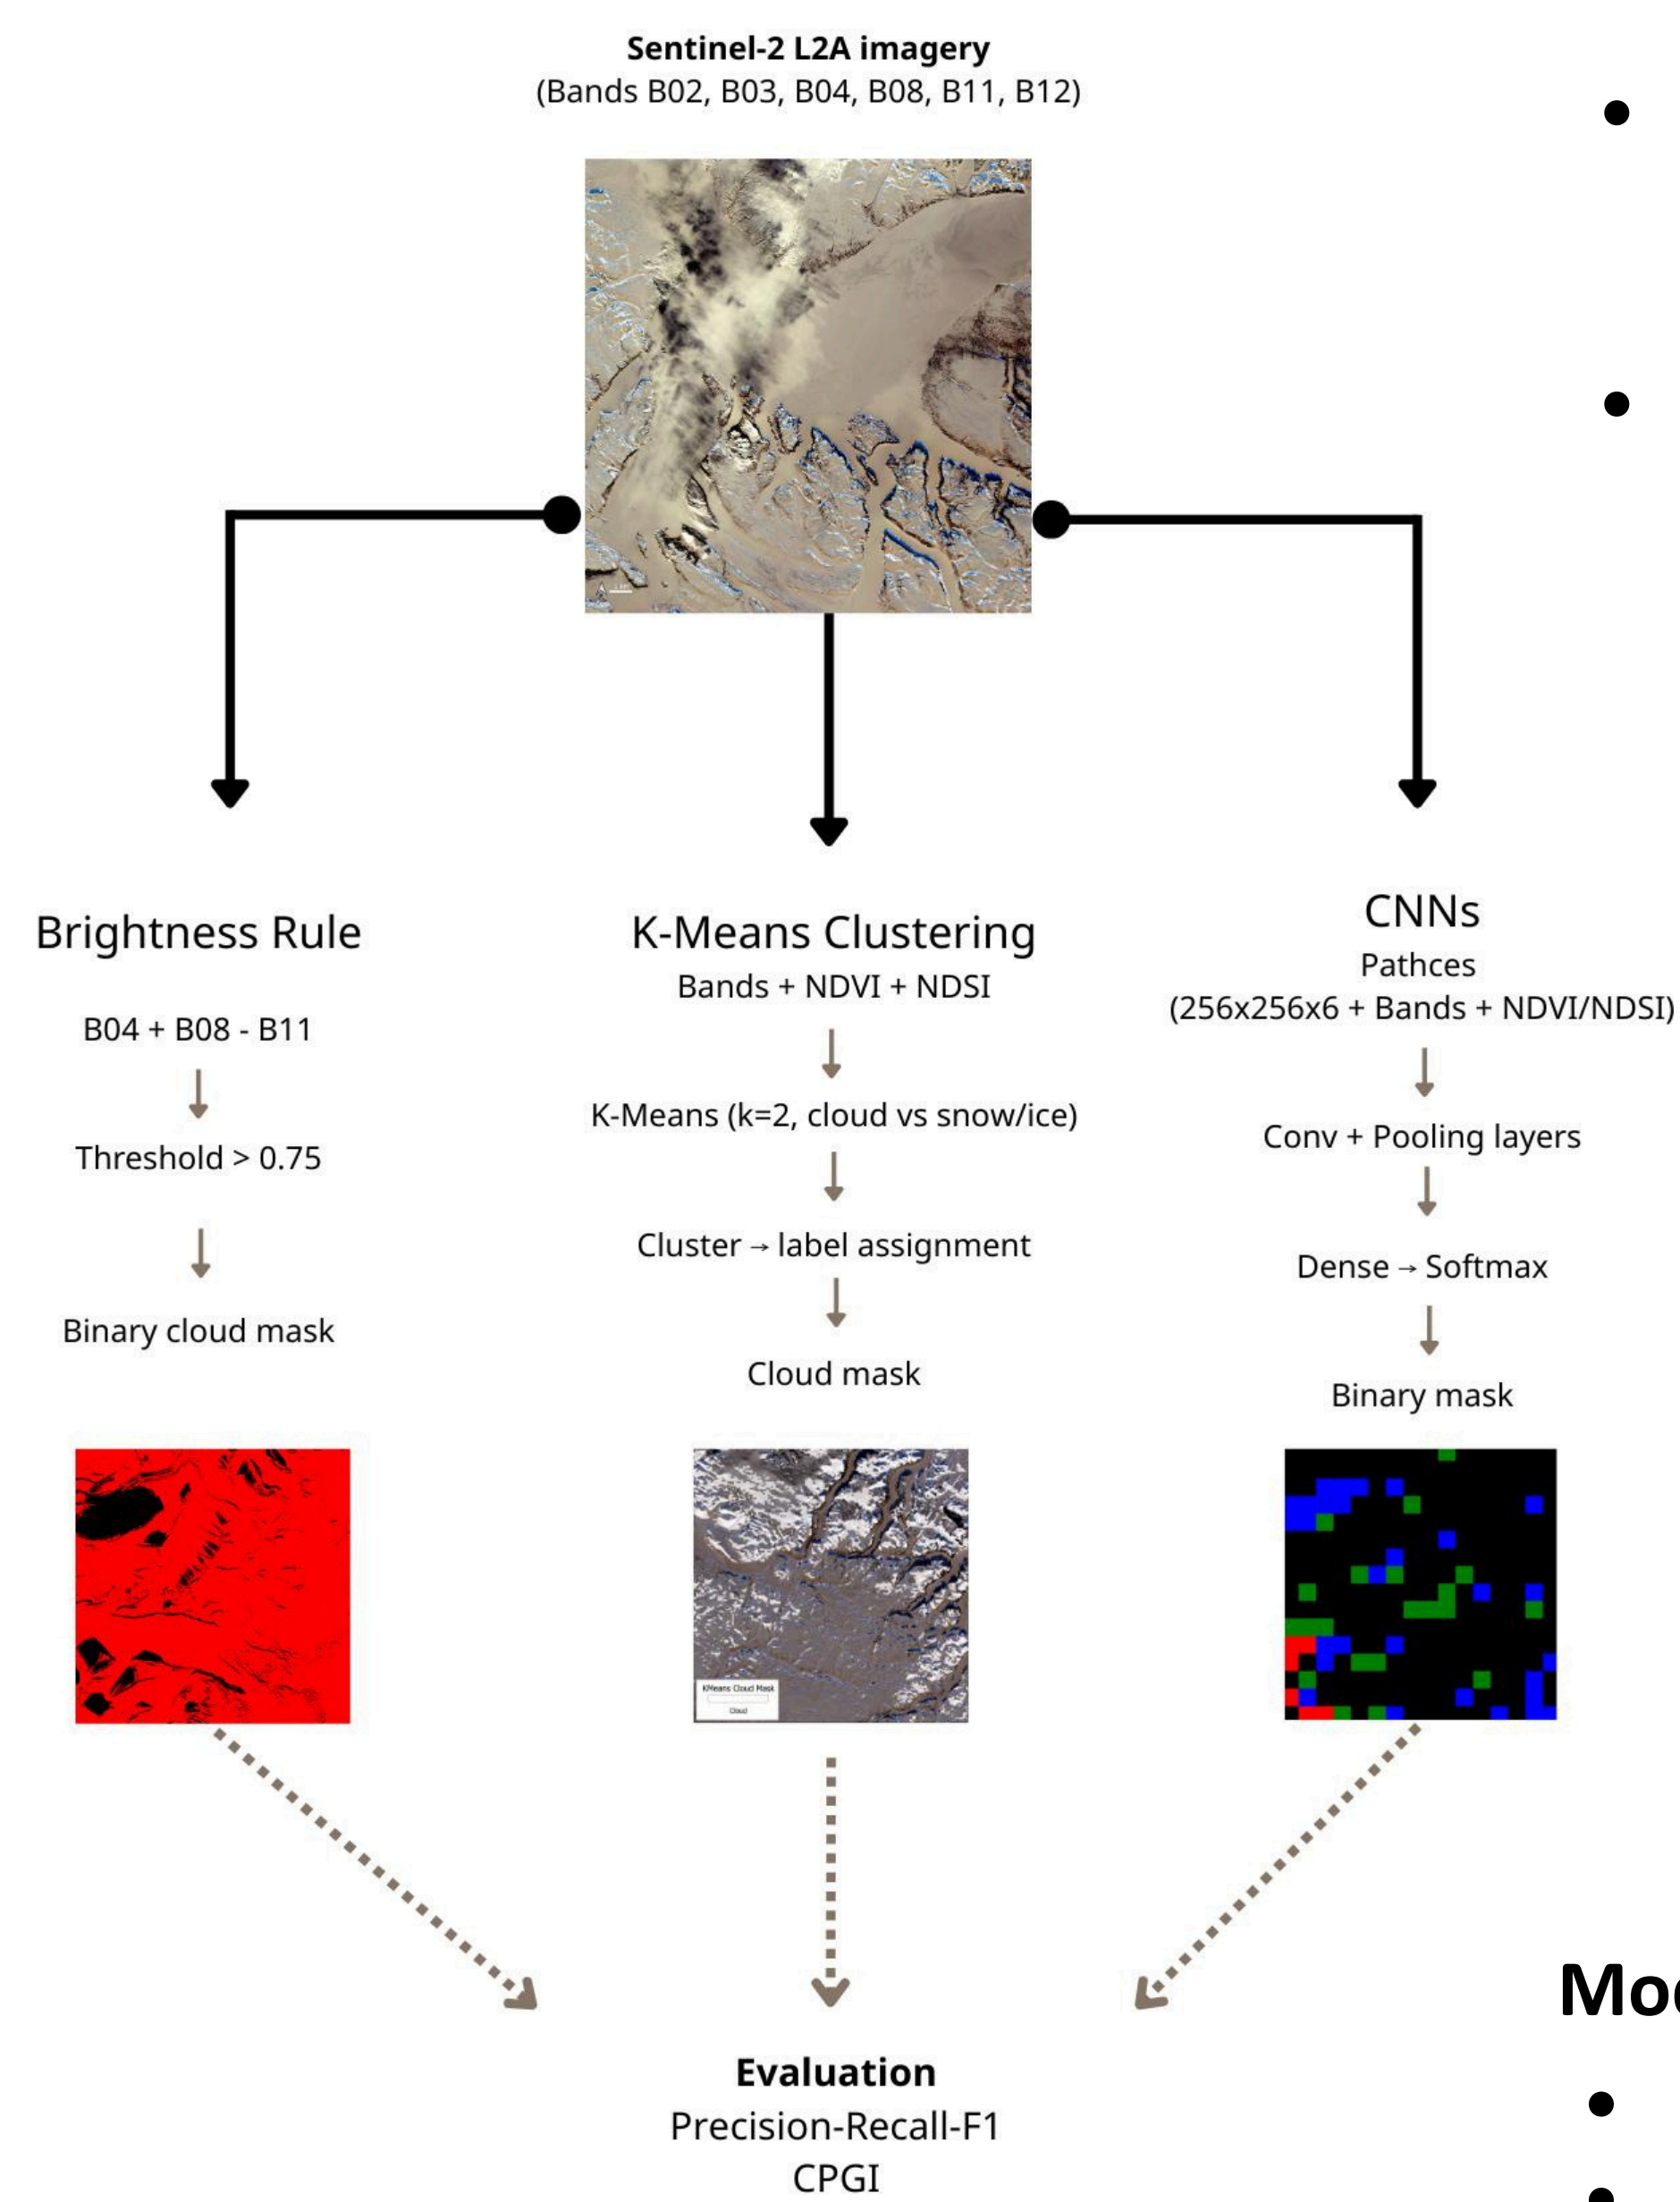 Sentinel-2 L2A imagery
(Bands B02, B03, B04, B08, B11, B12)
Brightness Rule
B04 + B08 - B11
Threshold > 0.75
Binary cloud mask
K-Means Clustering
Bands + NDVI + NDSI
K-Means (k=2, cloud vs snow/ice)
Cluster → label assignment
Cloud mask
KMeans Cloud Mask
Cloud
CNNs
Pathces
(256x256x6 + Bands + NDVI/NDSI)
Conv + Pooling layers
Dense → Softmax
Binary mask
Evaluation
Precision-Recall-F1
CPGI